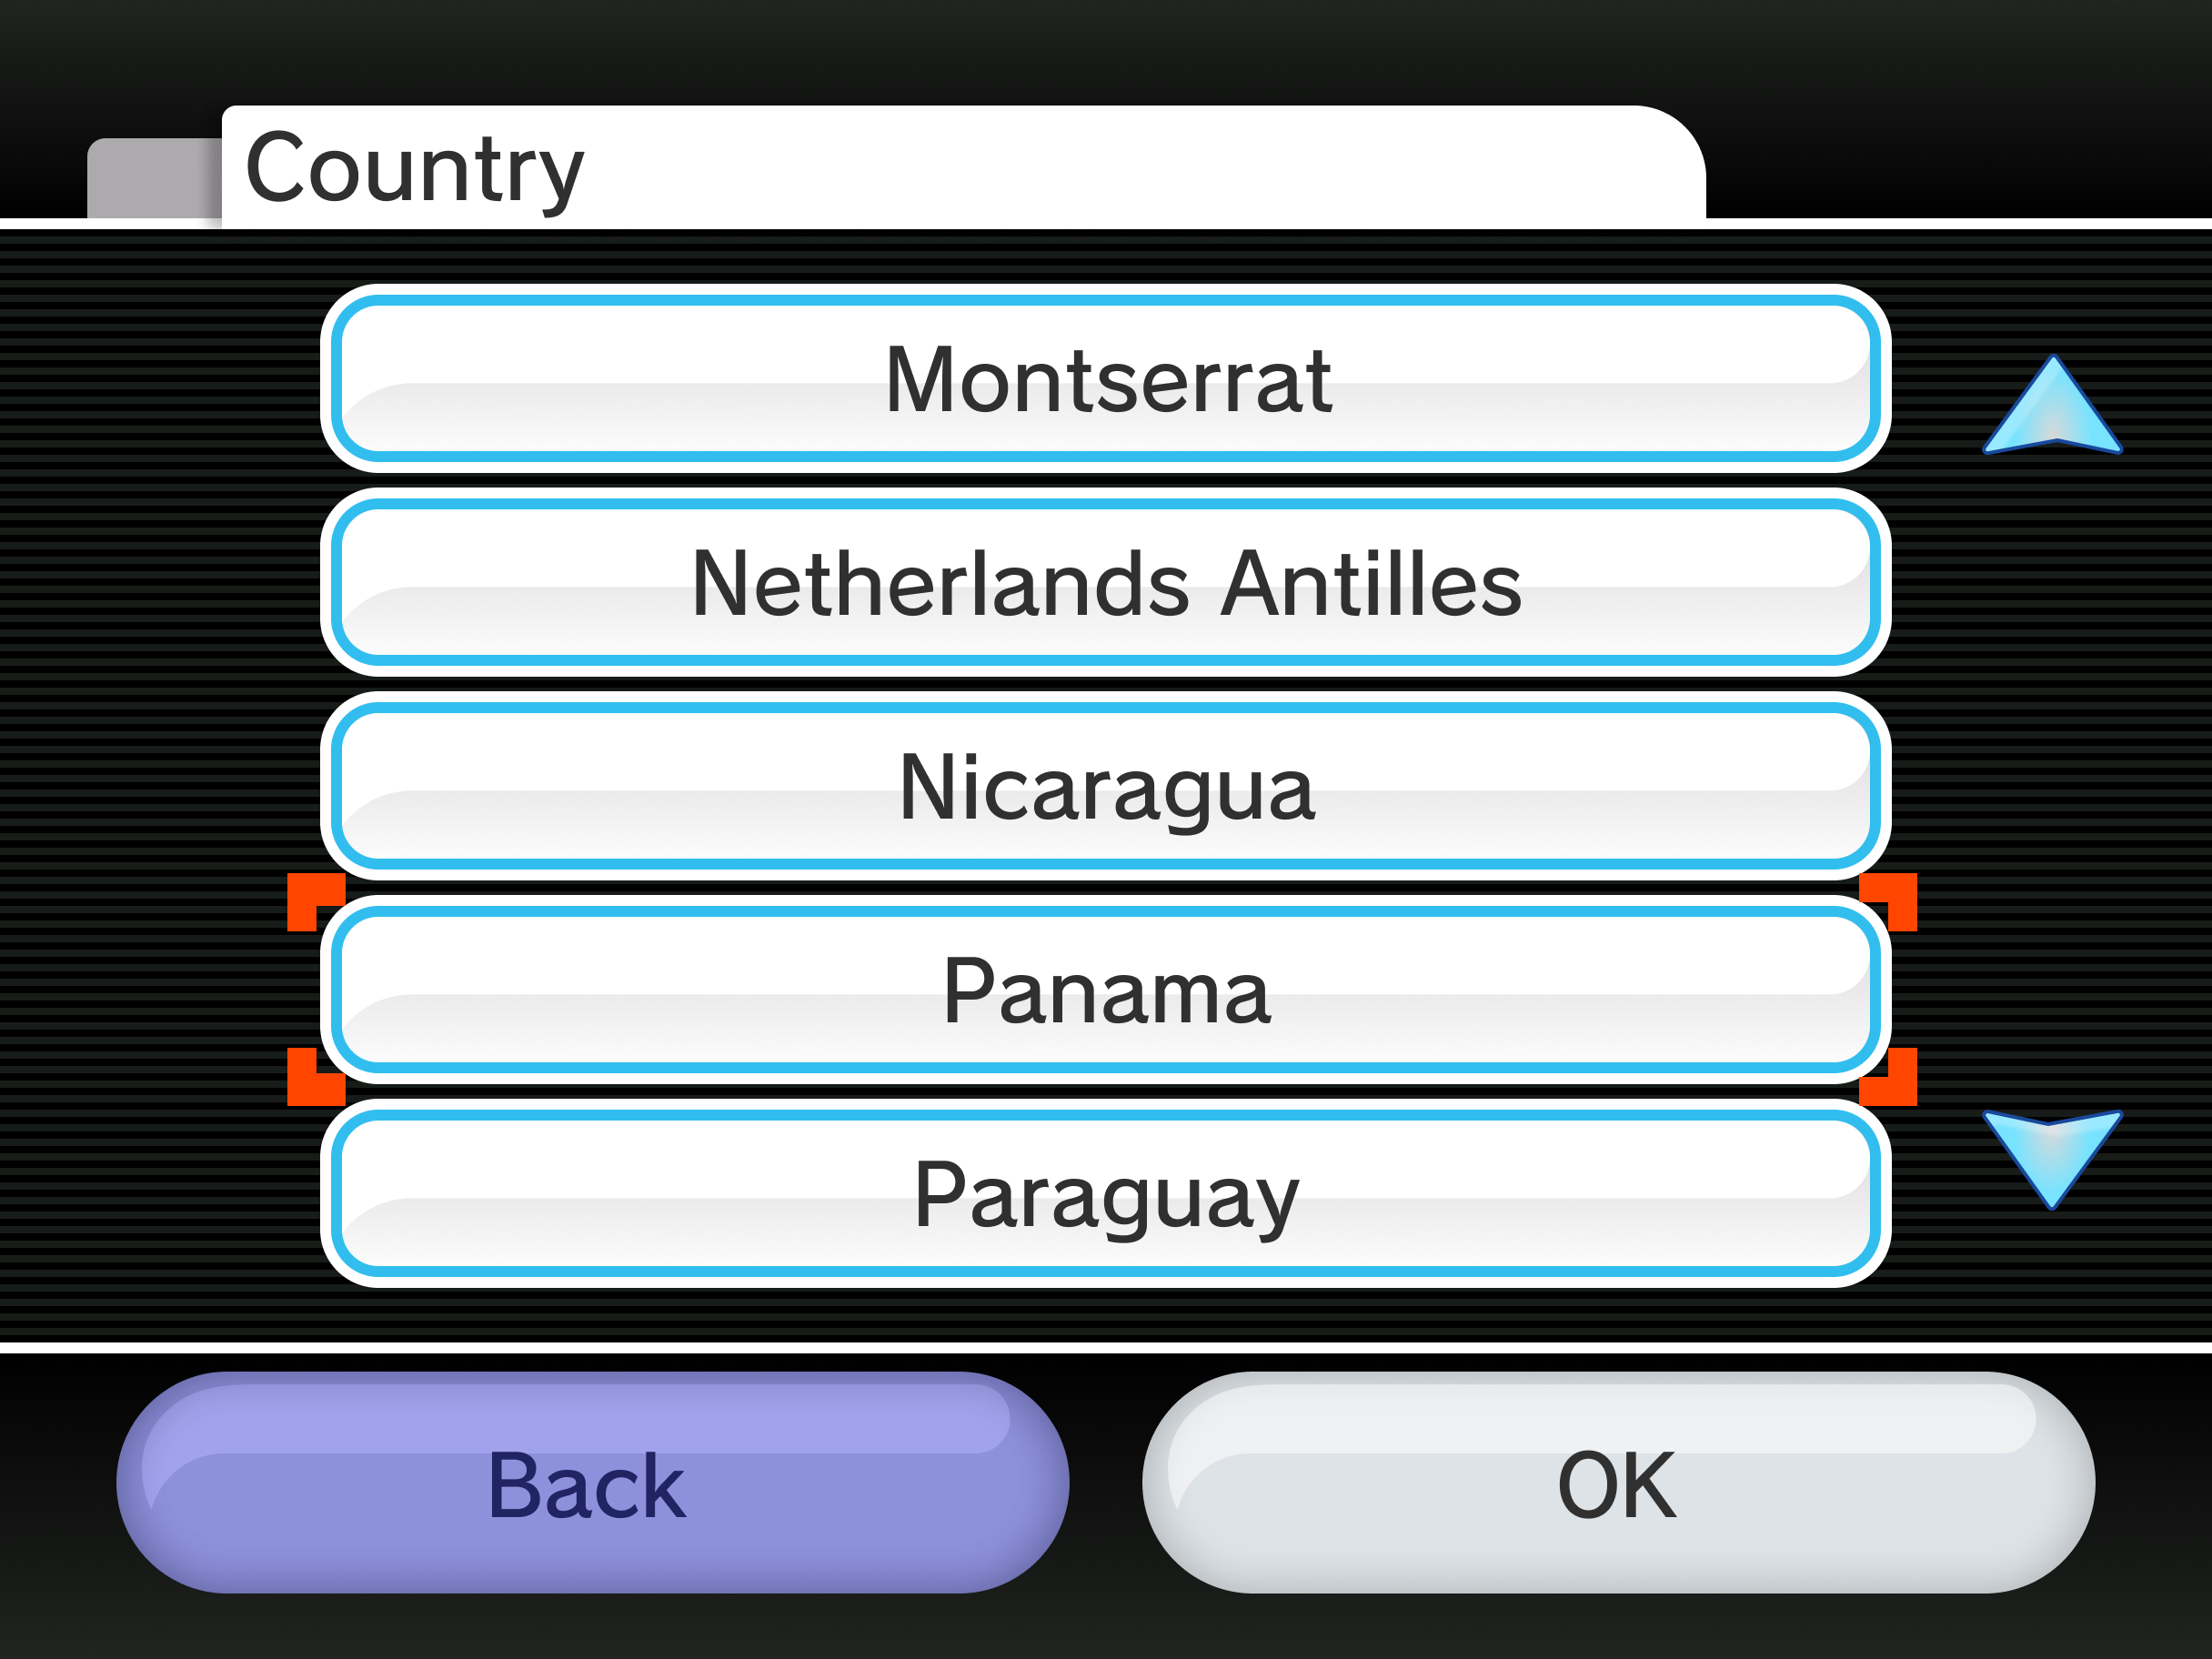 Country
Montserrat
Netherlands Antilles
Nicaragua
Panama
Paraguay
Back
OK